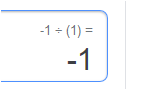 -1 ÷ (1) =
-1